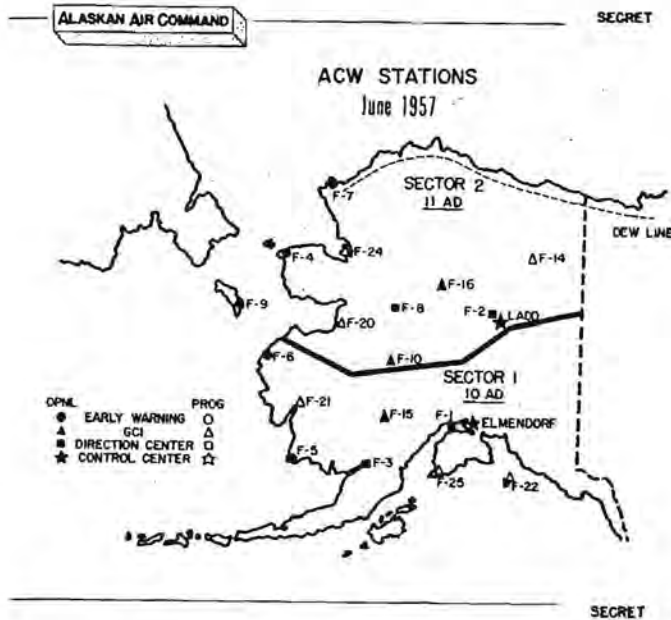 ALASKAN AIR COMMAND
SECRET
ACW STATIONS
June 1957
SECTOR 2
11 AD
F-7
DEW LINE
F-4
F-24
F-14
F-16
F-9
F-8
F-2
LADD
F-20
F-6
F-10
SECTOR 1
10 AD
F-21
OPNL
PROG
EARLY WARNING
GCI
DIRECTION CENTER
CONTROL CENTER
F-15
F-1
ELMENDORF
F-5
F-3
F-25
F-22
SECRET